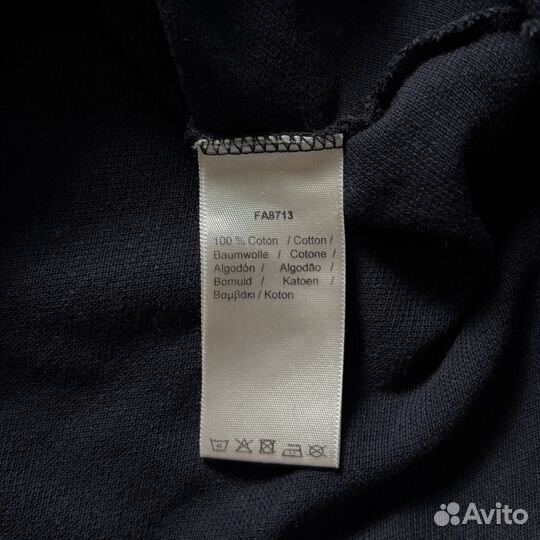 FA8713
100 % Coton / Cotton /
Baumwolle / Cotone /
Algodón / Algodão /
Bomuld / Katoen /
Βαμβάκι / Koton
Avito